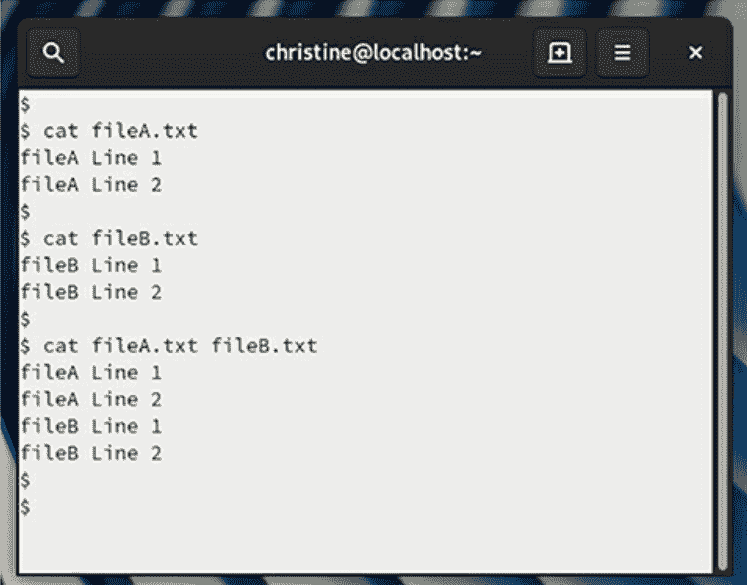 christine@localhost:~
$
$ cat fileA.txt
fileA Line 1
fileA Line 2
$
$ cat fileB.txt
fileB Line 1
fileB Line 2
$
$ cat fileA.txt fileB.txt
fileA Line 1
fileA Line 2
fileB Line 1
fileB Line 2
$
$